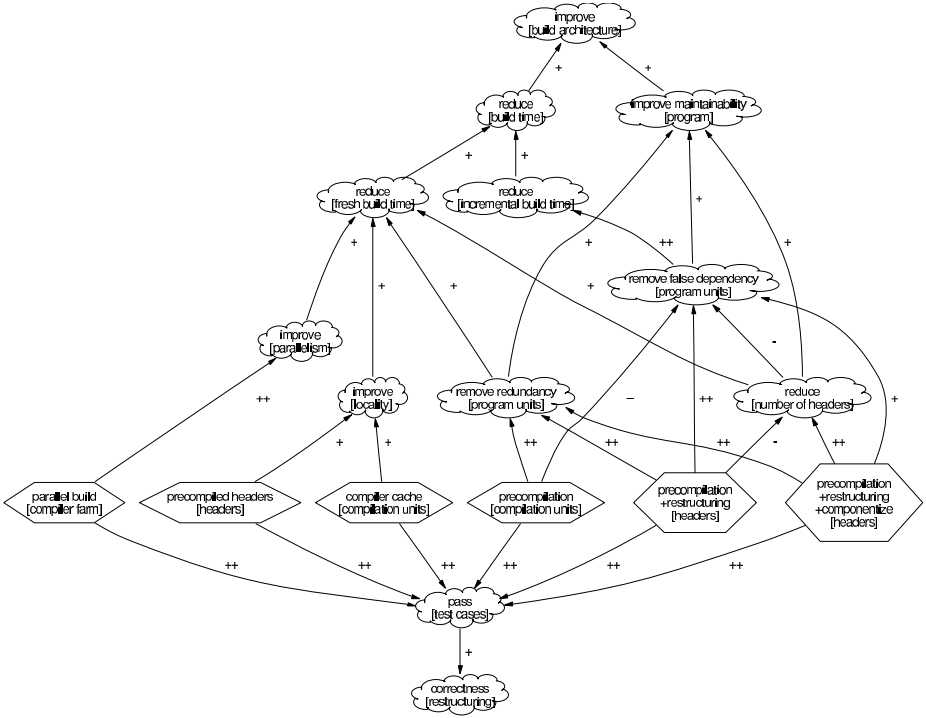 improve
[build architecture]
+
+
reduce
[build time]
improve maintainability
[program]
+
+
reduce
[fresh build time]
reduce
[incremental build time]
+
+
+
++
+
+
+
+
remove false dependency
[program units]
improve
[parallelism]
-
improve
[locality]
remove redundancy
[program units]
reduce
[number of headers]
++
–
++
+
+
+
++
++
++
-
++
parallel build
[compiler farm]
precompiled headers
[headers]
compiler cache
[compilation units]
precompilation
[compilation units]
precompilation
+restructuring
[headers]
precompilation
+restructuring
+componentize
[headers]
++
++
++
++
++
++
pass
[test cases]
+
correctness
[restructuring]